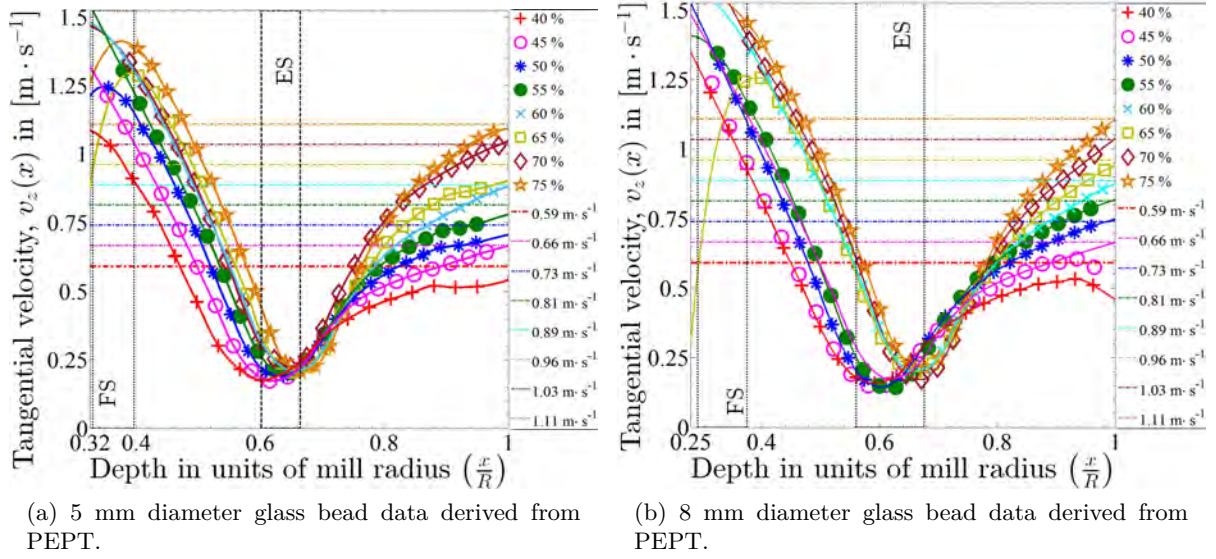 Tangential velocity, v_z(x) in [m · s⁻¹]
1.5
1.25
1
0.75
0.5
0.25
0
FS
ES
0.32 0.4 0.6 0.8 1
Depth in units of mill radius (x/R)
40 %
45 %
50 %
55 %
60 %
65 %
70 %
75 %
0.59 m· s⁻¹
0.66 m· s⁻¹
0.73 m· s⁻¹
0.81 m· s⁻¹
0.89 m· s⁻¹
0.96 m· s⁻¹
1.03 m· s⁻¹
1.11 m· s⁻¹
(a) 5 mm diameter glass bead data derived from
PEPT.
Tangential velocity, v_z(x) in [m · s⁻¹]
1.5
1.25
1
0.75
0.5
0.25
0
FS
ES
0.25 0.4 0.6 0.8 1
Depth in units of mill radius (x/R)
40 %
45 %
50 %
55 %
60 %
65 %
70 %
75 %
0.59 m· s⁻¹
0.66 m· s⁻¹
0.73 m· s⁻¹
0.81 m· s⁻¹
0.89 m· s⁻¹
0.96 m· s⁻¹
1.03 m· s⁻¹
1.11 m· s⁻¹
(b) 8 mm diameter glass bead data derived from
PEPT.